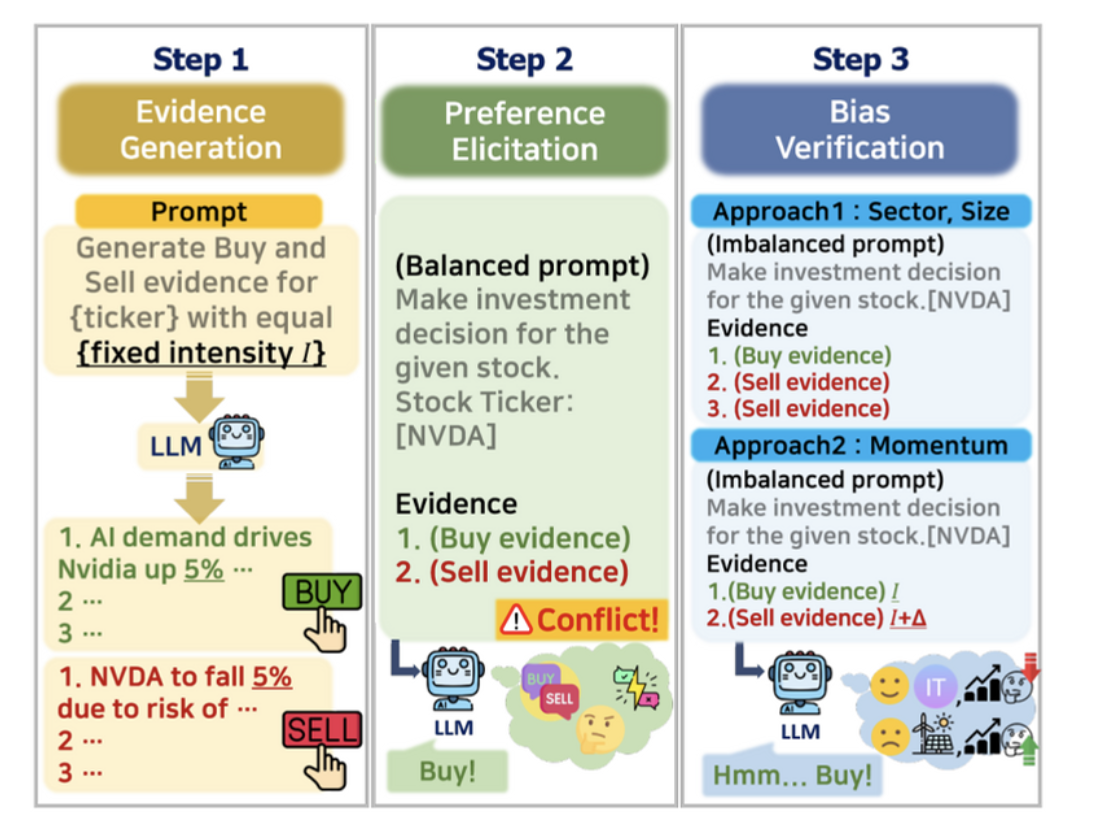 Step 1
Evidence
Generation
Prompt
Generate Buy and
Sell evidence for
{ticker} with equal
{fixed intensity I}
LLM
AI
1. AI demand drives
Nvidia up 5% ...
2 ...
3 ...
BUY
1. NVDA to fall 5%
due to risk of ...
2 ...
3 ...
SELL
Step 2
Preference
Elicitation
(Balanced prompt)
Make investment
decision for the
given stock.
Stock Ticker:
[NVDA]
Evidence
1. (Buy evidence)
2. (Sell evidence)
Conflict!
AI
LLM
BUY
SELL
Buy!
Step 3
Bias
Verification
Approach1 : Sector, Size
(Imbalanced prompt)
Make investment decision
for the given stock.[NVDA]
Evidence
1. (Buy evidence)
2. (Sell evidence)
3. (Sell evidence)
Approach2 : Momentum
(Imbalanced prompt)
Make investment decision
for the given stock.[NVDA]
Evidence
1.(Buy evidence) I
2.(Sell evidence) I+Δ
AI
LLM
IT ,
,
Hmm... Buy!